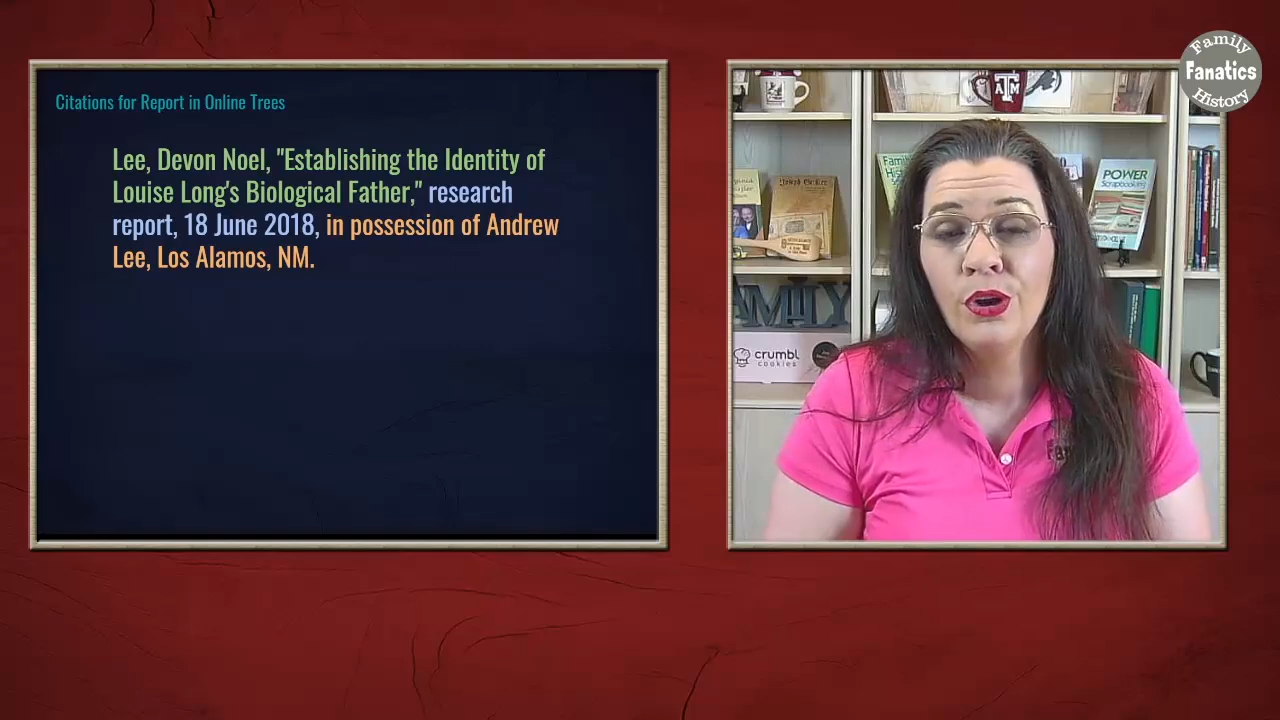 Citations for Report in Online Trees
Lee, Devon Noel, "Establishing the Identity of
Louise Long's Biological Father," research
report, 18 June 2018, in possession of Andrew
Lee, Los Alamos, NM.
Family
Fanatics
History
POWER
Scrapbooking
AMILY
crumbl
cookies